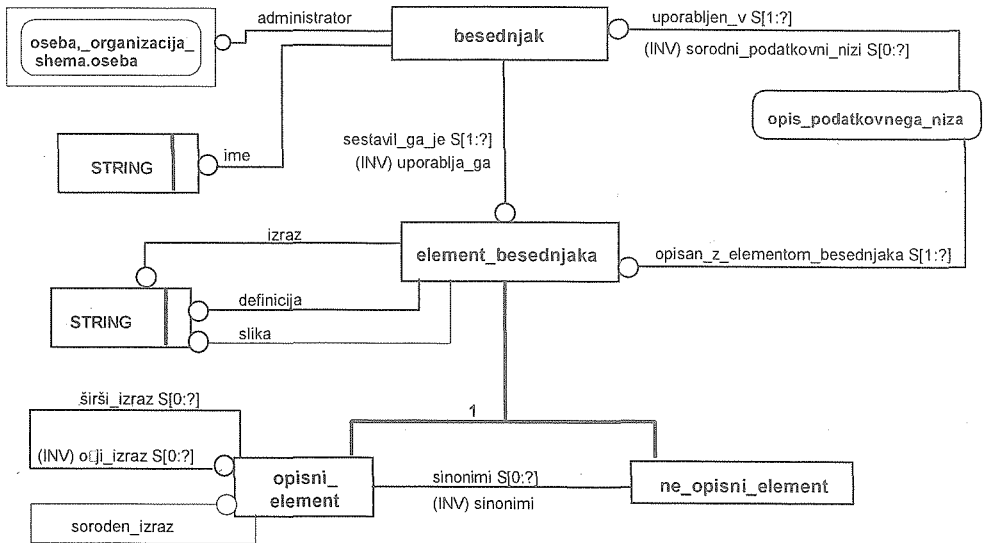 administrator
oseba,_organizacija_
shema.oseba
besednjak
uporabljen_v S[1:?]
(INV) sorodni_podatkovni_nizi S[0:?]
opis_podatkovnega_niza
STRING
ime
sestavil_ga_je S[1:?]
(INV) uporablja_ga
izraz
element_besednjaka
opisan_z_elementom_besednjaka S[1:?]
STRING
definicija
slika
širši_izraz S[0:?]
1
(INV) o□ji_izraz S[0:?]
opisni_
element
sinonimi S[0:?]
(INV) sinonimi
ne_opisni_element
soroden_izraz